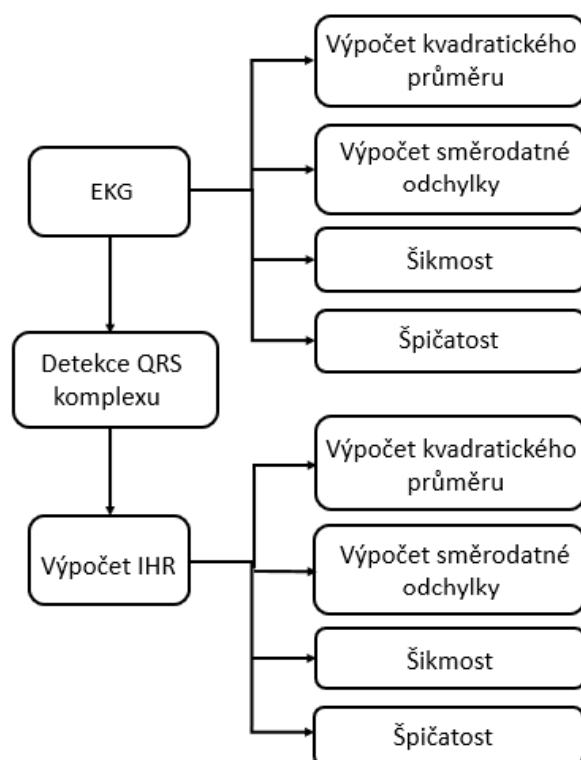 Výpočet kvadratického
průměru
Výpočet směrodatné
odchylky
EKG
Šikmost
Špičatost
Detekce QRS
komplexu
Výpočet kvadratického
průměru
Výpočet směrodatné
odchylky
Výpočet IHR
Šikmost
Špičatost